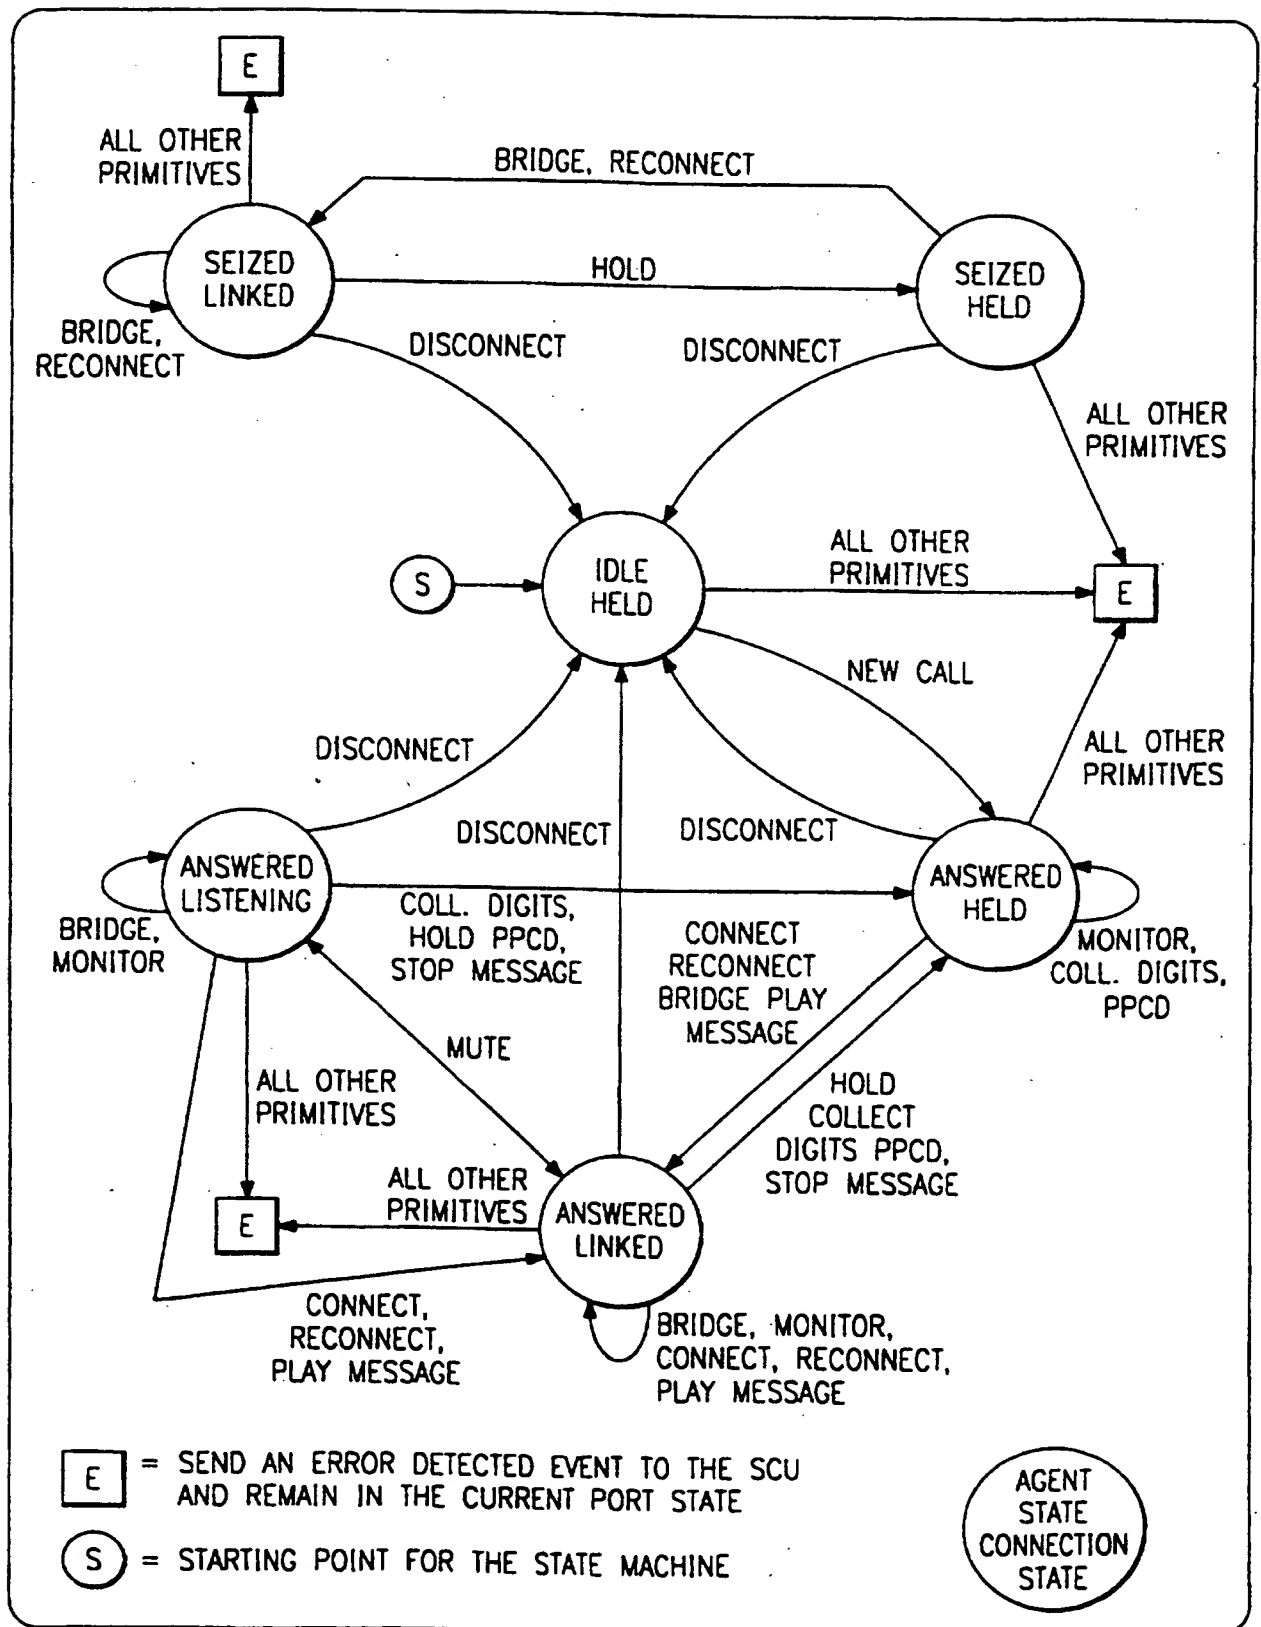 E
ALL OTHER
PRIMITIVES
BRIDGE, RECONNECT
SEIZED
LINKED
HOLD
SEIZED
HELD
BRIDGE,
RECONNECT
DISCONNECT
DISCONNECT
ALL OTHER
PRIMITIVES
S
IDLE
HELD
ALL OTHER
PRIMITIVES
E
NEW CALL
DISCONNECT
ALL OTHER
PRIMITIVES
DISCONNECT
DISCONNECT
ANSWERED
LISTENING
ANSWERED
HELD
BRIDGE,
MONITOR
COLL. DIGITS,
HOLD PPCD,
STOP MESSAGE
CONNECT
RECONNECT
BRIDGE PLAY
MESSAGE
MONITOR,
COLL. DIGITS,
PPCD
MUTE
ALL OTHER
PRIMITIVES
HOLD
COLLECT
DIGITS PPCD,
STOP MESSAGE
ALL OTHER
PRIMITIVES
E
ANSWERED
LINKED
CONNECT,
RECONNECT,
PLAY MESSAGE
BRIDGE, MONITOR,
CONNECT, RECONNECT,
PLAY MESSAGE
E = SEND AN ERROR DETECTED EVENT TO THE SCU
AND REMAIN IN THE CURRENT PORT STATE
S = STARTING POINT FOR THE STATE MACHINE
AGENT
STATE
CONNECTION
STATE